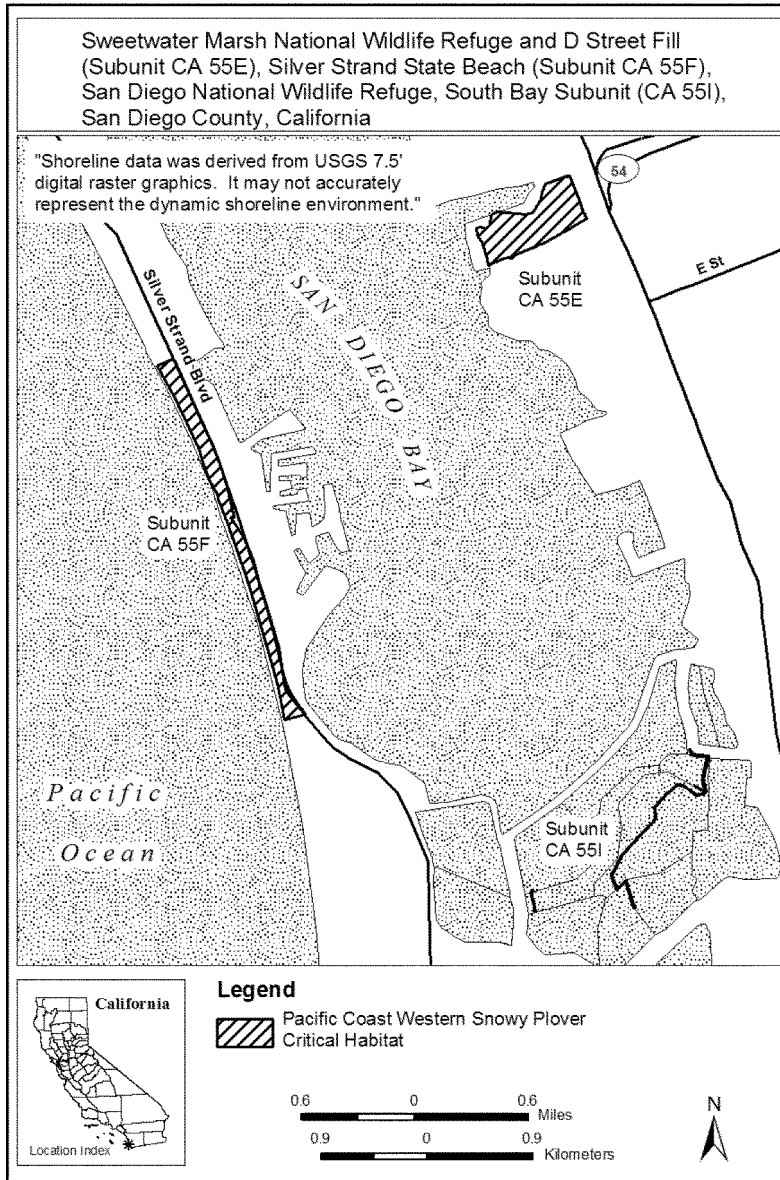 Sweetwater Marsh National Wildlife Refuge and D Street Fill
(Subunit CA 55E), Silver Strand State Beach (Subunit CA 55F),
San Diego National Wildlife Refuge, South Bay Subunit (CA 55I),
San Diego County, California
"Shoreline data was derived from USGS 7.5'
digital raster graphics. It may not accurately
represent the dynamic shoreline environment."
54
E St
Subunit
CA 55E
Silver Strand Blvd
SAN DIEGO BAY
Subunit
CA 55F
Pacific
Ocean
Subunit
CA 55I
California
Location Index
Legend
Pacific Coast Western Snowy Plover
Critical Habitat
0.6 0 0.6
Miles
0.9 0 0.9
Kilometers
N